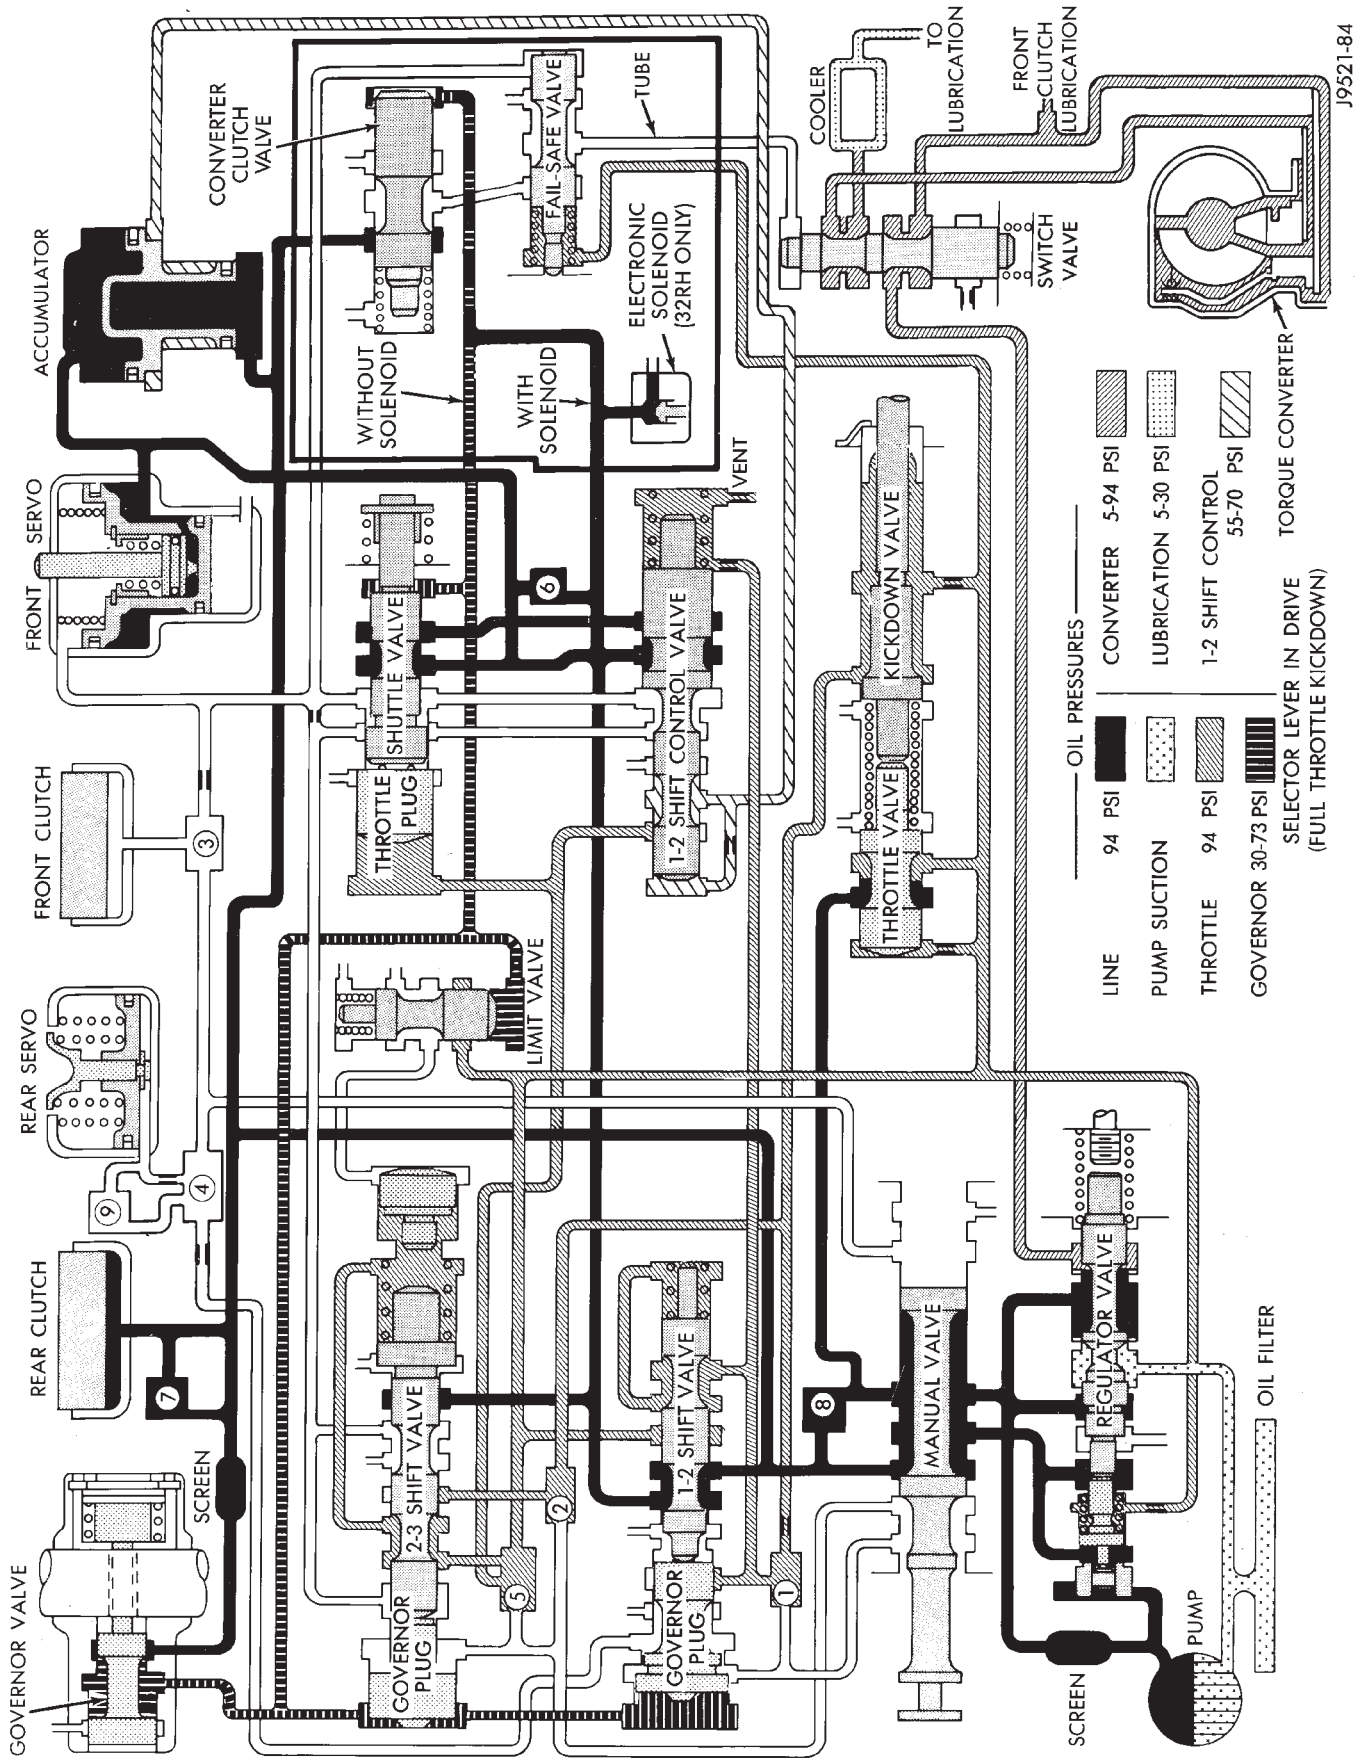 GOVERNOR VALVE
SCREEN
REAR CLUTCH
REAR SERVO
FRONT CLUTCH
FRONT SERVO
ACCUMULATOR
7
9
4
3
CONVERTER
CLUTCH
VALVE
WITHOUT
SOLENOID
WITH
SOLENOID
FAIL-SAFE VALVE
TUBE
ELECTRONIC
SOLENOID
(32RH ONLY)
GOVERNOR
PLUG
2-3 SHIFT VALVE
LIMIT VALVE
THROTTLE
PLUG
SHUTTLE VALVE
5
2
6
GOVERNOR
PLUG
1-2 SHIFT VALVE
1-2 SHIFT CONTROL VALVE
VENT
1
8
MANUAL VALVE
THROTTLE VALVE
KICKDOWN VALVE
SWITCH
VALVE
COOLER
TO
LUBRICATION
FRONT
CLUTCH
LUBRICATION
SCREEN
PUMP
REGULATOR VALVE
OIL FILTER
OIL PRESSURES
LINE 94 PSI
PUMP SUCTION
THROTTLE 94 PSI
GOVERNOR 30-73 PSI
CONVERTER 5-94 PSI
LUBRICATION 5-30 PSI
1-2 SHIFT CONTROL
55-70 PSI
SELECTOR LEVER IN DRIVE
(FULL THROTTLE KICKDOWN)
TORQUE CONVERTER
J9521-84